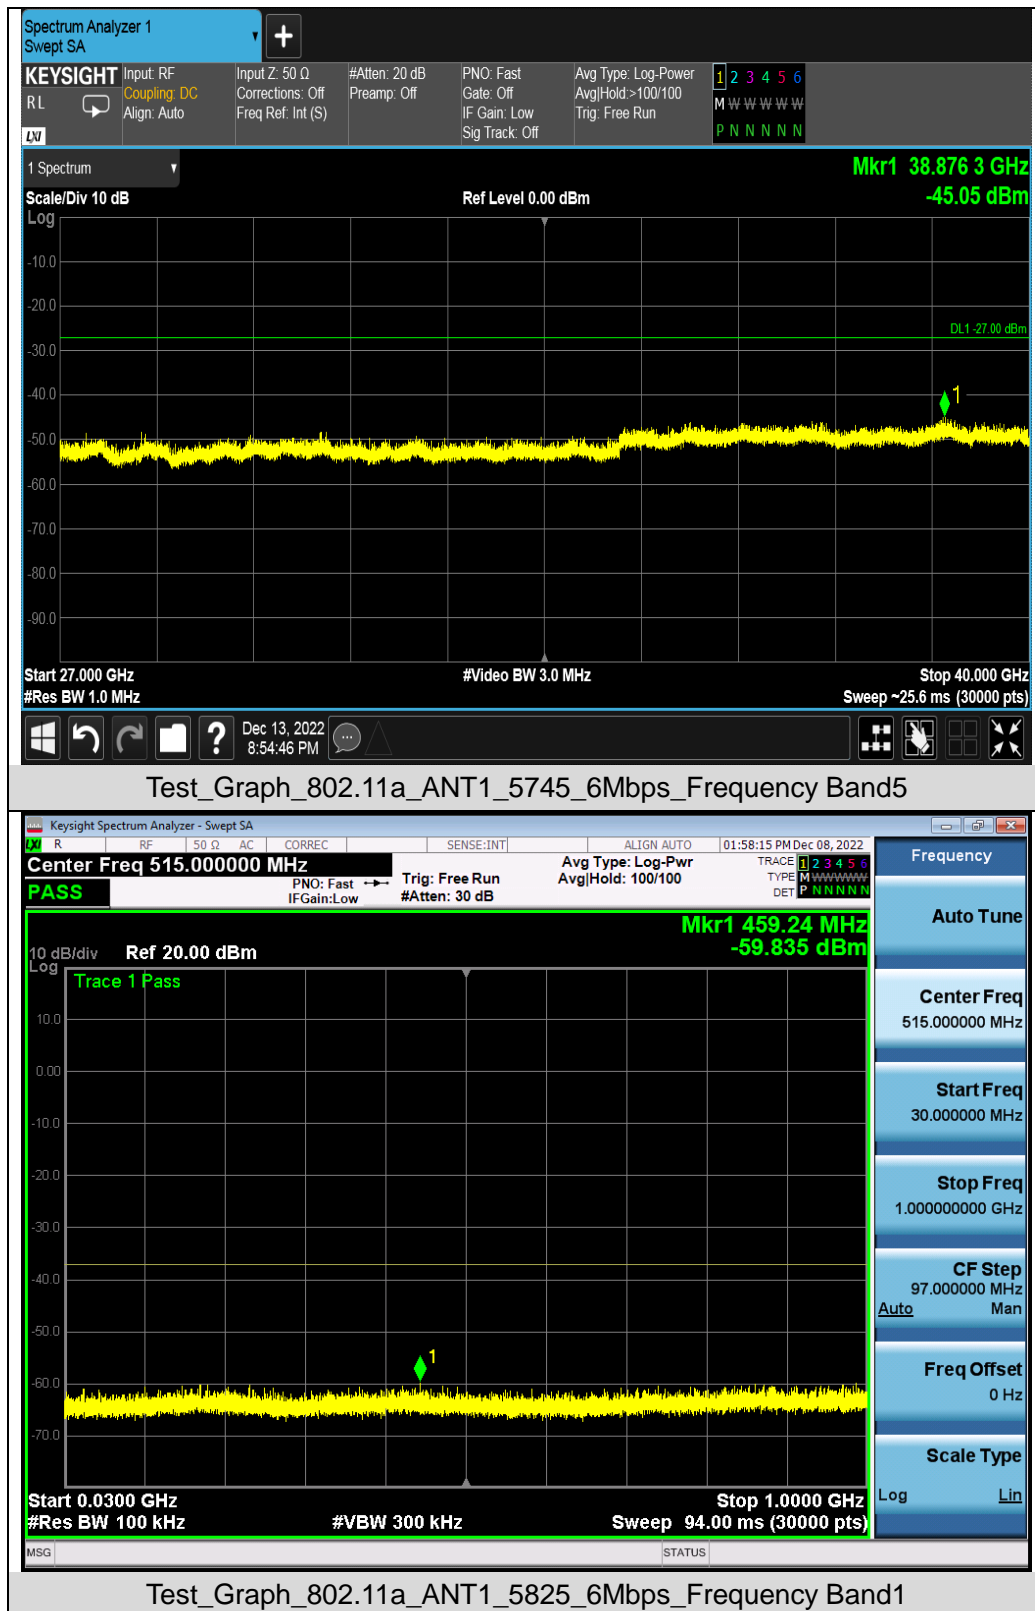 Spectrum Analyzer 1
Swept SA
+
KEYSIGHT Input: RF Input Z: 50 Ω #Atten: 20 dB PNO: Fast Avg Type: Log-Power 1 2 3 4 5 6
R L Coupling: DC Corrections: Off Preamp: Off Gate: Off Avg|Hold:>100/100 M W W W W W
Align: Auto Freq Ref: Int (S) IF Gain: Low Trig: Free Run
LXI Sig Track: Off P N N N N N
1 Spectrum Mkr1 38.876 3 GHz
Scale/Div 10 dB Ref Level 0.00 dBm -45.05 dBm
Log
-10.0
-20.0
DL1 -27.00 dBm
-30.0
-40.0
1
-50.0
-60.0
-70.0
-80.0
-90.0
Start 27.000 GHz #Video BW 3.0 MHz Stop 40.000 GHz
#Res BW 1.0 MHz Sweep ~25.6 ms (30000 pts)
? Dec 13, 2022
8:54:46 PM
Test_Graph_802.11a_ANT1_5745_6Mbps_Frequency Band5
Keysight Spectrum Analyzer - Swept SA
LXI R RF 50 Ω AC CORREC SENSE:INT ALIGN AUTO 01:58:15 PM Dec 08, 2022
Center Freq 515.000000 MHz Avg Type: Log-Pwr TRACE 1 2 3 4 5 6
PASS PNO: Fast Trig: Free Run Avg|Hold: 100/100 TYPE M W W W W W
IFGain:Low #Atten: 30 dB DET P N N N N N
Mkr1 459.24 MHz
10 dB/div Ref 20.00 dBm -59.835 dBm
Log
Trace 1 Pass
10.0
0.00
-10.0
-20.0
-30.0
-40.0
-50.0
1
-60.0
-70.0
Start 0.0300 GHz Stop 1.0000 GHz
#Res BW 100 kHz #VBW 300 kHz Sweep 94.00 ms (30000 pts)
MSG STATUS
Frequency
Auto Tune
Center Freq
515.000000 MHz
Start Freq
30.000000 MHz
Stop Freq
1.000000000 GHz
CF Step
97.000000 MHz
Auto Man
Freq Offset
0 Hz
Scale Type
Log Lin
Test_Graph_802.11a_ANT1_5825_6Mbps_Frequency Band1